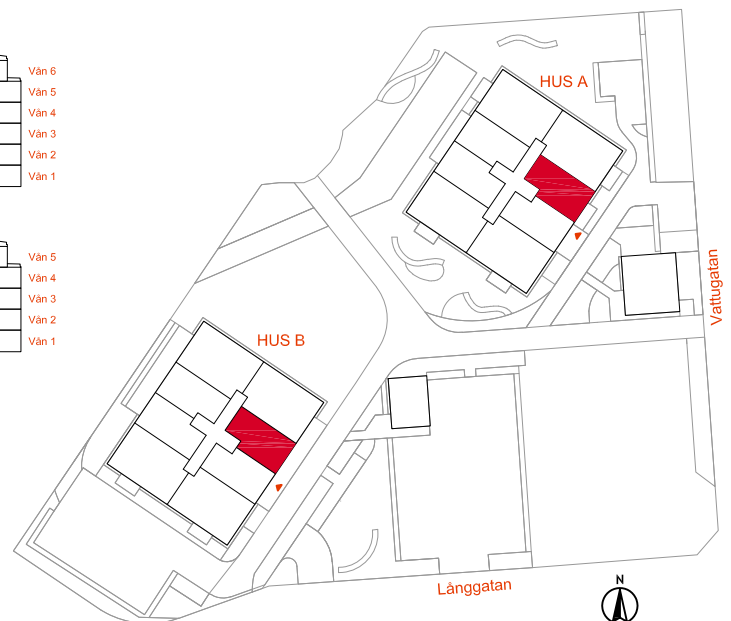 Vån 6
Vån 5
Vån 4
Vån 3
Vån 2
Vån 1
Vån 5
Vån 4
Vån 3
Vån 2
Vån 1
HUS A
HUS B
Vattugatan
Långgatan
N